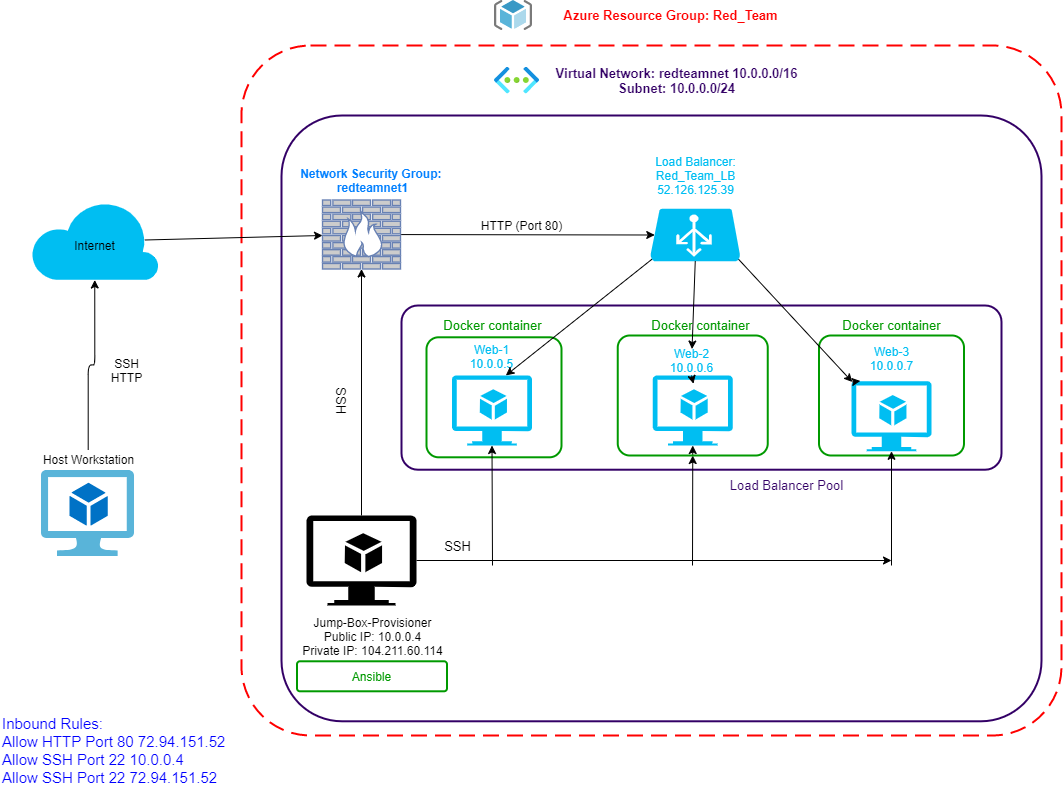 Azure Resource Group: Red_Team
Virtual Network: redteamnet 10.0.0.0/16
Subnet: 10.0.0.0/24
Network Security Group:
redteamnet1
Load Balancer:
Red_Team_LB
52.126.125.39
HTTP (Port 80)
Internet
Docker container
Docker container
Docker container
Web-1
10.0.0.5
Web-2
10.0.0.6
Web-3
10.0.0.7
SSH
HTTP
SSH
Host Workstation
Load Balancer Pool
SSH
Jump-Box-Provisioner
Public IP: 10.0.0.4
Private IP: 104.211.60.114
Ansible
Inbound Rules:
Allow HTTP Port 80 72.94.151.52
Allow SSH Port 22 10.0.0.4
Allow SSH Port 22 72.94.151.52